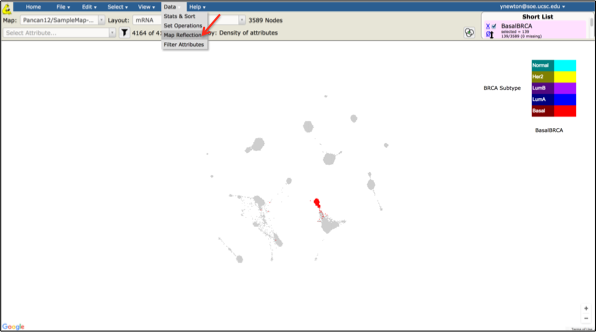 Home File Edit Select View Data Help ynewton@soe.ucsc.edu
Map: Pancan12/SampleMap-... Layout: mRNA 3589 Nodes
Select Attribute... 4164 of 4 by: Density of attributes
Stats & Sort
Set Operations
Map Reflection
Filter Attributes
Short List
X BasalBRCA
selected = 139
139/3589 (0 missing)
BRCA Subtype
Normal
Her2
LumB
LumA
Basal
BasalBRCA
+
−
Google
Terms of Use